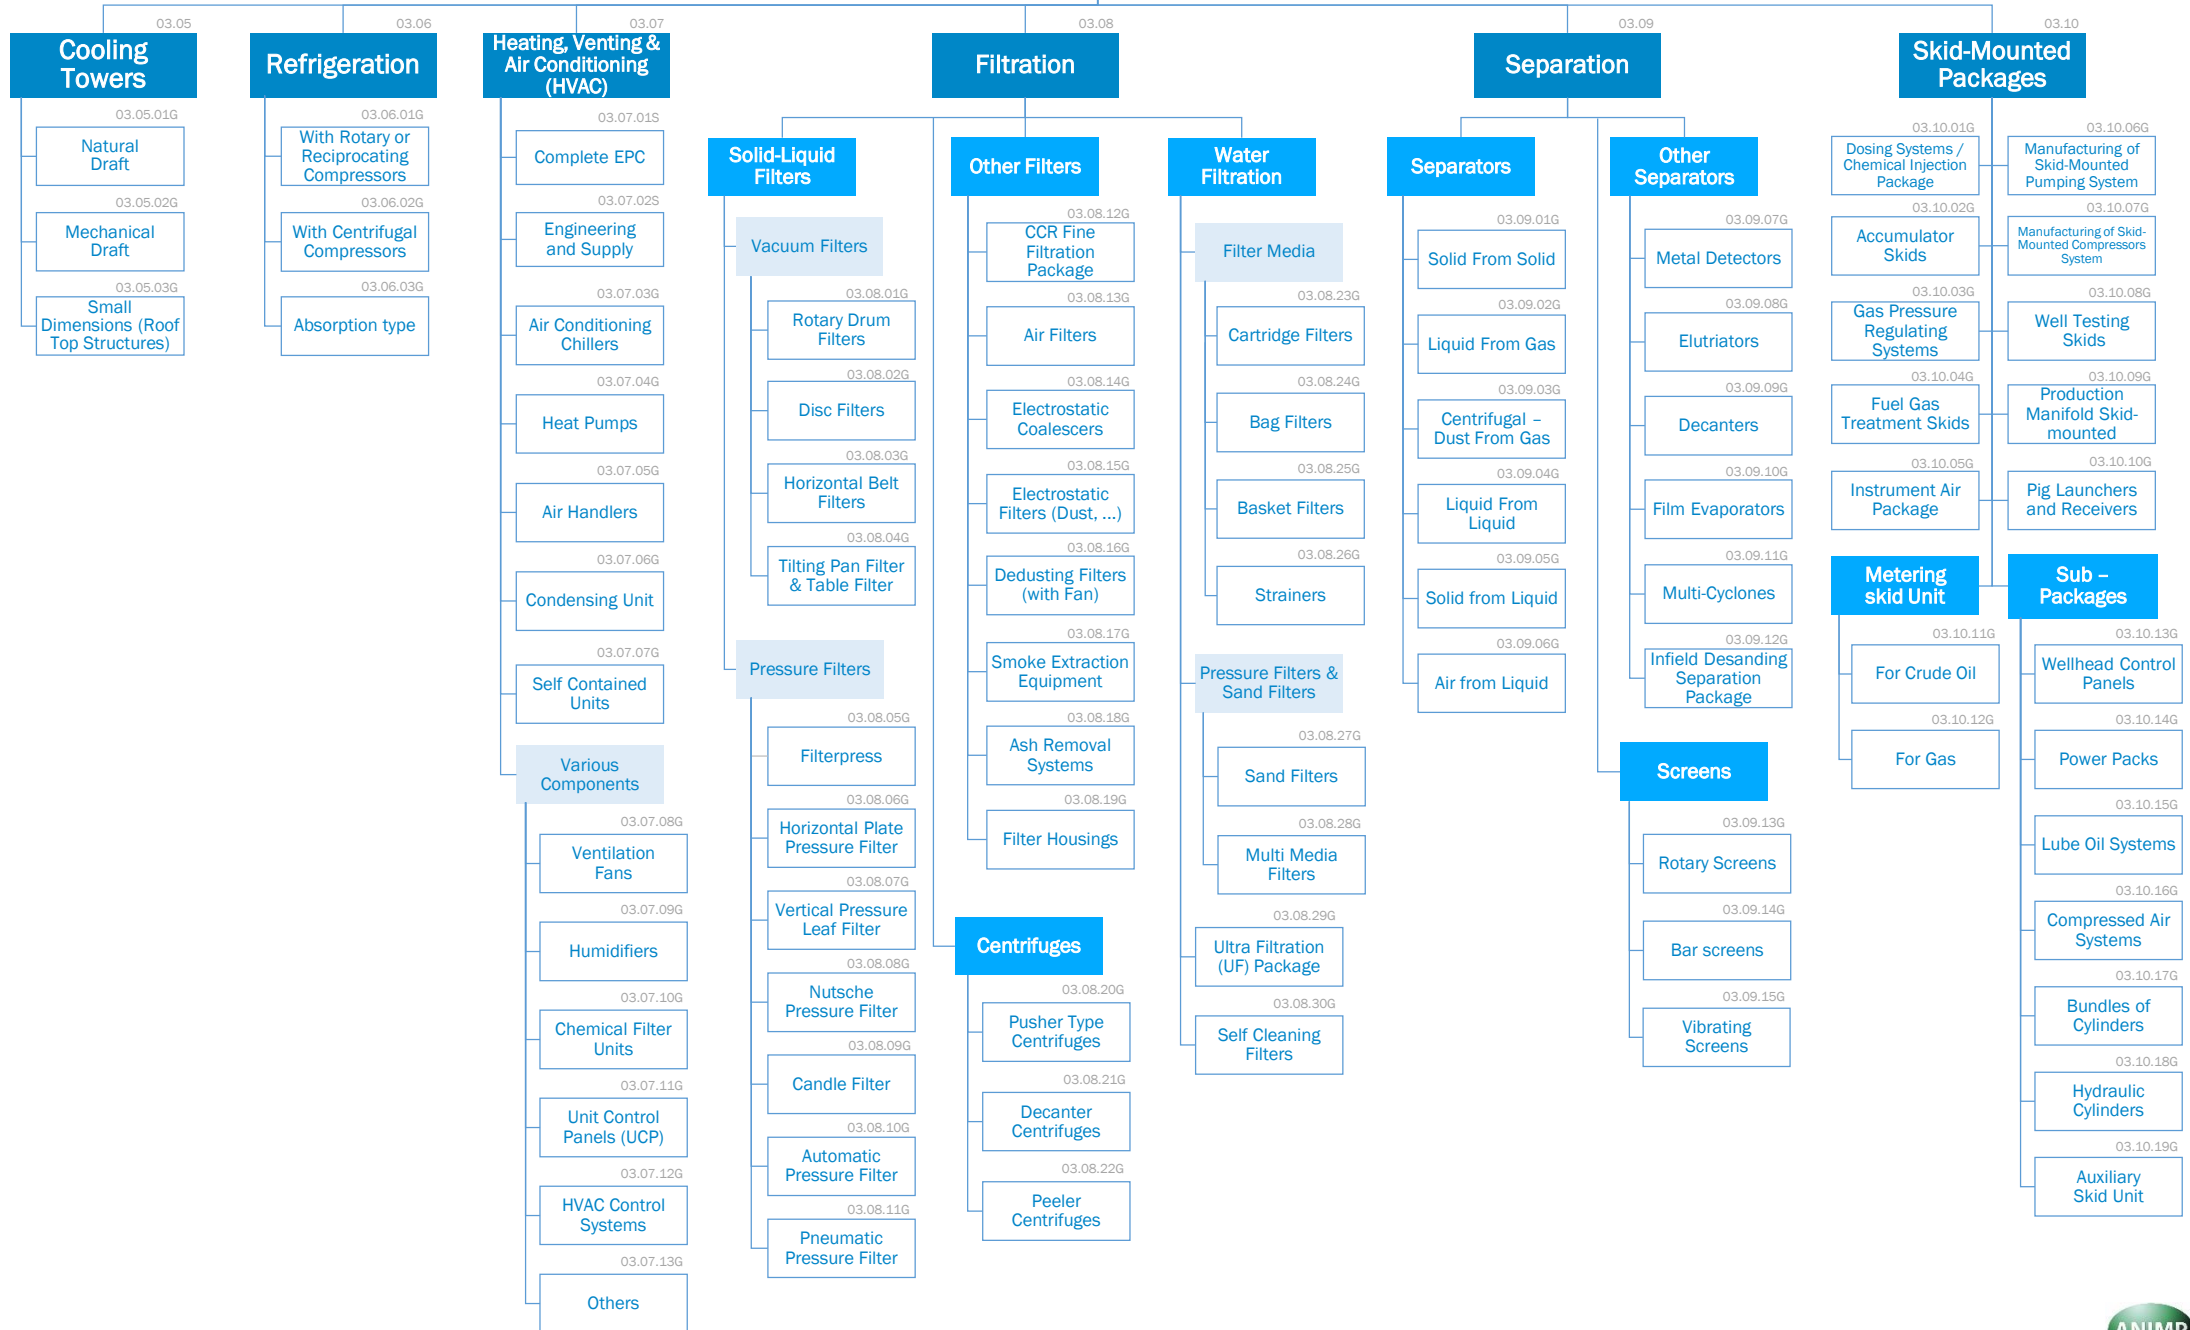 03.05
Cooling
Towers
03.05.01G
Natural
Draft
03.05.02G
Mechanical
Draft
03.05.03G
Small
Dimensions (Roof
Top Structures)
03.06
Refrigeration
03.06.01G
With Rotary or
Reciprocating
Compressors
03.06.02G
With Centrifugal
Compressors
03.06.03G
Absorption type
03.07
Heating, Venting &
Air Conditioning
(HVAC)
03.07.01S
Complete EPC
03.07.02S
Engineering
and Supply
03.07.03G
Air Conditioning
Chillers
03.07.04G
Heat Pumps
03.07.05G
Air Handlers
03.07.06G
Condensing Unit
03.07.07G
Self Contained
Units
Various
Components
03.07.08G
Ventilation
Fans
03.07.09G
Humidifiers
03.07.10G
Chemical Filter
Units
03.07.11G
Unit Control
Panels (UCP)
03.07.12G
HVAC Control
Systems
03.07.13G
Others
03.08
Filtration
Solid-Liquid
Filters
Vacuum Filters
03.08.01G
Rotary Drum
Filters
03.08.02G
Disc Filters
03.08.03G
Horizontal Belt
Filters
03.08.04G
Tilting Pan Filter
& Table Filter
Pressure Filters
03.08.05G
Filterpress
03.08.06G
Horizontal Plate
Pressure Filter
03.08.07G
Vertical Pressure
Leaf Filter
03.08.08G
Nutsche
Pressure Filter
03.08.09G
Candle Filter
03.08.10G
Automatic
Pressure Filter
03.08.11G
Pneumatic
Pressure Filter
Other Filters
03.08.12G
CCR Fine
Filtration
Package
03.08.13G
Air Filters
03.08.14G
Electrostatic
Coalescers
03.08.15G
Electrostatic
Filters (Dust, ...)
03.08.16G
Dedusting Filters
(with Fan)
03.08.17G
Smoke Extraction
Equipment
03.08.18G
Ash Removal
Systems
03.08.19G
Filter Housings
Centrifuges
03.08.20G
Pusher Type
Centrifuges
03.08.21G
Decanter
Centrifuges
03.08.22G
Peeler
Centrifuges
Water
Filtration
Filter Media
03.08.23G
Cartridge Filters
03.08.24G
Bag Filters
03.08.25G
Basket Filters
03.08.26G
Strainers
Pressure Filters &
Sand Filters
03.08.27G
Sand Filters
03.08.28G
Multi Media
Filters
03.08.29G
Ultra Filtration
(UF) Package
03.08.30G
Self Cleaning
Filters
03.09
Separation
Separators
03.09.01G
Solid From Solid
03.09.02G
Liquid From Gas
03.09.03G
Centrifugal –
Dust From Gas
03.09.04G
Liquid From
Liquid
03.09.05G
Solid from Liquid
03.09.06G
Air from Liquid
Other
Separators
03.09.07G
Metal Detectors
03.09.08G
Elutriators
03.09.09G
Decanters
03.09.10G
Film Evaporators
03.09.11G
Multi-Cyclones
03.09.12G
Infield Desanding
Separation
Package
Screens
03.09.13G
Rotary Screens
03.09.14G
Bar screens
03.09.15G
Vibrating
Screens
03.10
Skid-Mounted
Packages
03.10.01G
Dosing Systems /
Chemical Injection
Package
03.10.02G
Accumulator
Skids
03.10.03G
Gas Pressure
Regulating
Systems
03.10.04G
Fuel Gas
Treatment Skids
03.10.05G
Instrument Air
Package
03.10.06G
Manufacturing of
Skid-Mounted
Pumping System
03.10.07G
Manufacturing of Skid-
Mounted Compressors
System
03.10.08G
Well Testing
Skids
03.10.09G
Production
Manifold Skid-
mounted
03.10.10G
Pig Launchers
and Receivers
Metering
skid Unit
03.10.11G
For Crude Oil
03.10.12G
For Gas
Sub –
Packages
03.10.13G
Wellhead Control
Panels
03.10.14G
Power Packs
03.10.15G
Lube Oil Systems
03.10.16G
Compressed Air
Systems
03.10.17G
Bundles of
Cylinders
03.10.18G
Hydraulic
Cylinders
03.10.19G
Auxiliary
Skid Unit
ANIMP